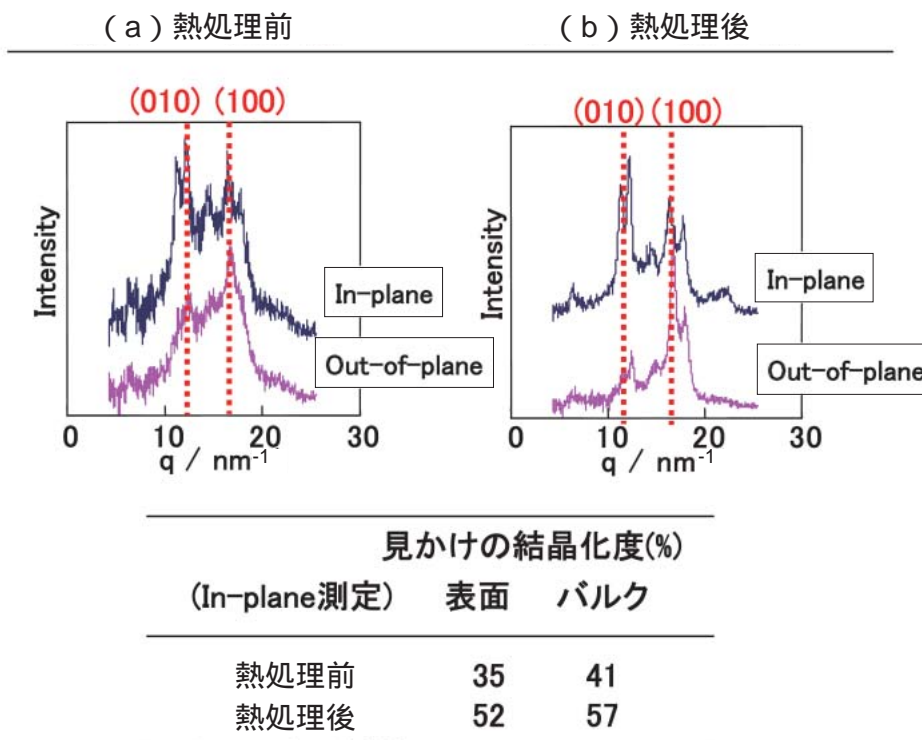 (a)熱処理前
(b)熱処理後
(010) (100)
Intensity
In-plane
Out-of-plane
0 10 20 30
q / nm-1
(010) (100)
Intensity
In-plane
Out-of-plane
0 10 20 30
q / nm-1
見かけの結晶化度(%)
(In-plane測定) 表面 バルク
熱処理前 35 41
熱処理後 52 57